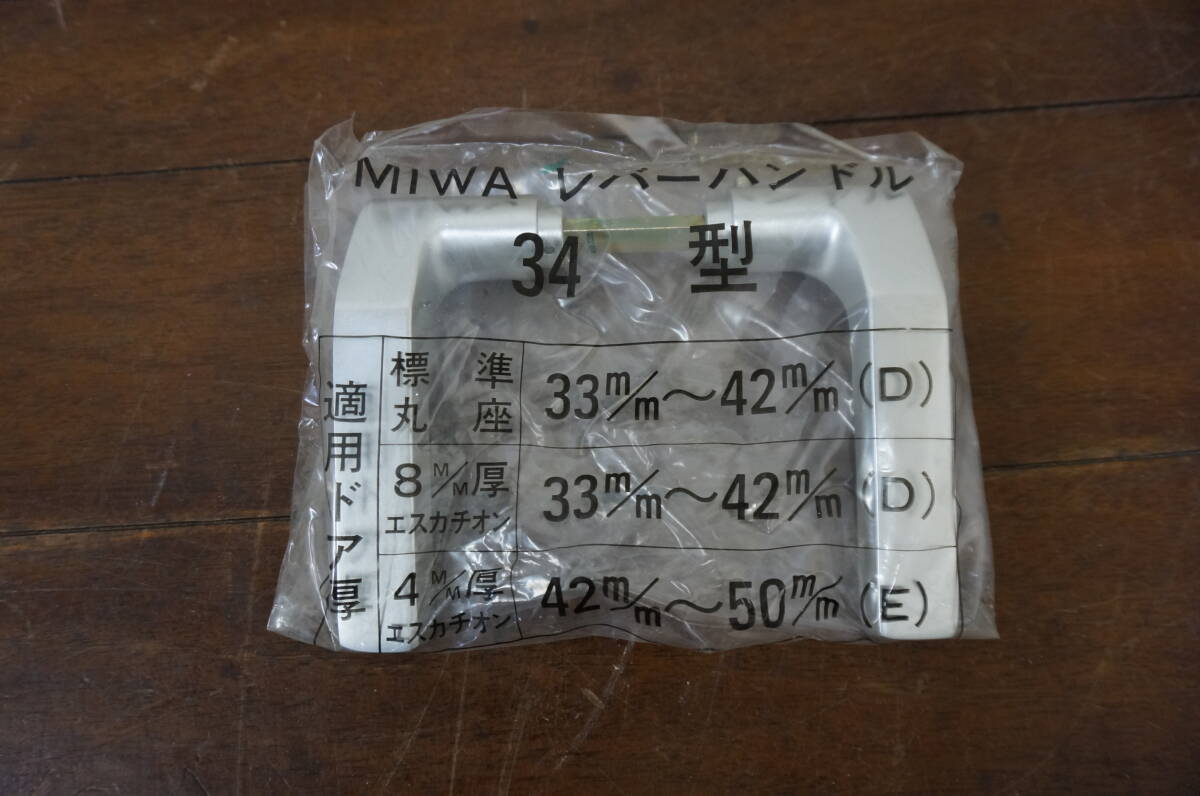 MIWA レバーハンドル
34 型
適用ドア厚
標準
丸座
33m/m～42m/m (D)
8M/M厚
エスカチオン
33m/m～42m/m (D)
4M/M厚
エスカチオン
42m/m～50m/m (E)